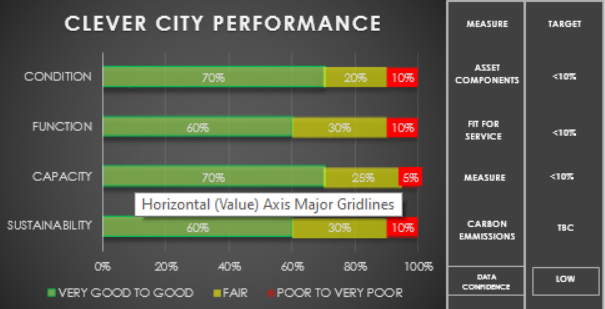 CLEVER CITY PERFORMANCE
CONDITION 70% 20% 10%
FUNCTION 60% 30% 10%
CAPACITY 70% 25% 5%
Horizontal (Value) Axis Major Gridlines
SUSTAINABILITY 60% 30% 10%
0% 20% 40% 60% 80% 100%
VERY GOOD TO GOOD FAIR POOR TO VERY POOR
MEASURE TARGET
ASSET
COMPONENTS <10%
FIT FOR
SERVICE <10%
MEASURE <10%
CARBON
EMMISSIONS TBC
DATA
CONFIDENCE LOW